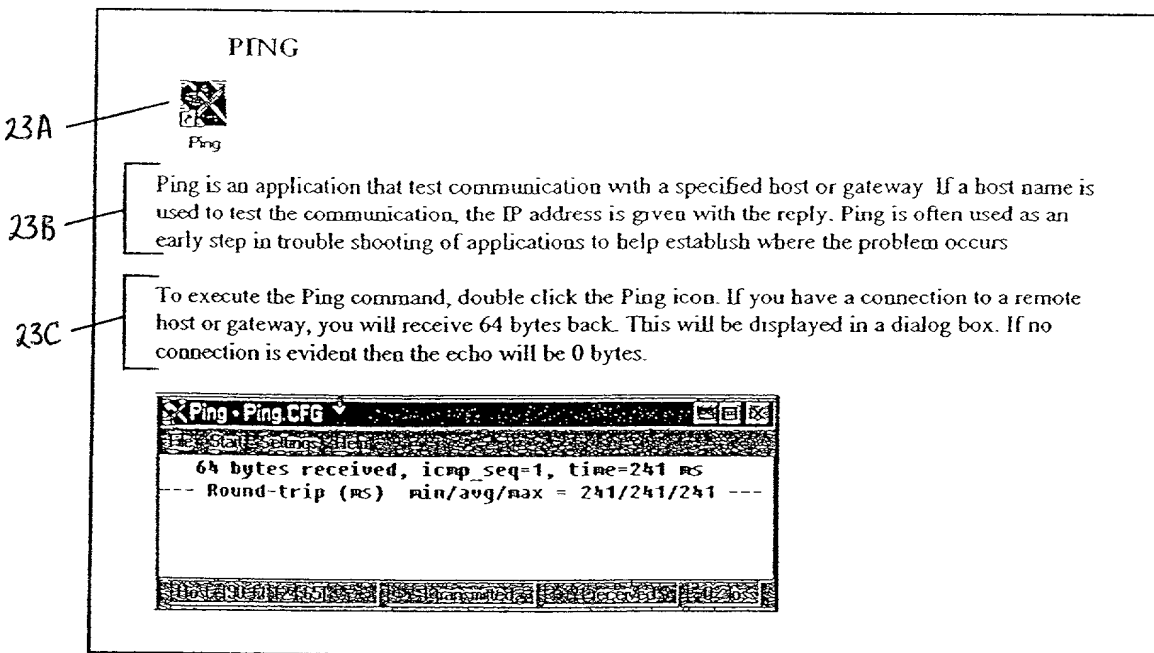 PING
23A
Ping
23B
Ping is an application that test communication with a specified host or gateway If a host name is
used to test the communication, the IP address is given with the reply. Ping is often used as an
early step in trouble shooting of applications to help establish where the problem occurs
23C
To execute the Ping command, double click the Ping icon. If you have a connection to a remote
host or gateway, you will receive 64 bytes back. This will be displayed in a dialog box. If no
connection is evident then the echo will be 0 bytes.
Ping - Ping.CFG
File Start Settings Help
64 bytes received, icmp_seq=1, time=241 ms
--- Round-trip (ms) min/avg/max = 241/241/241 ---